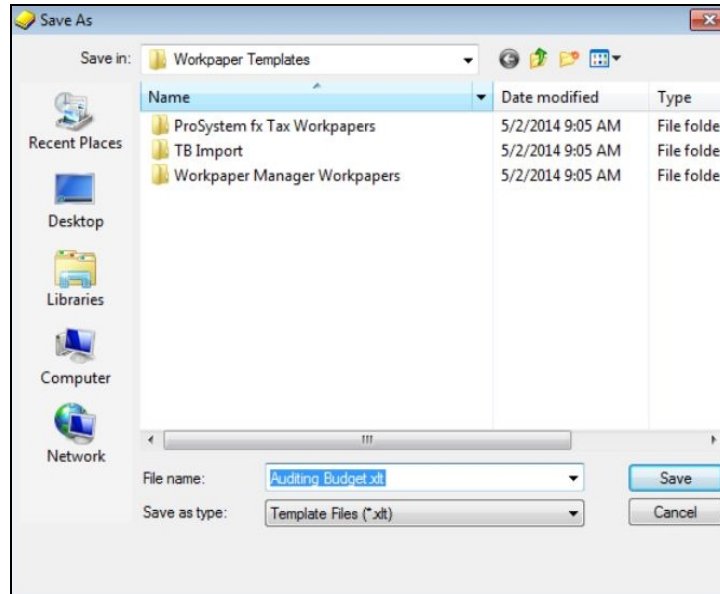 Save As
Save in: Workpaper Templates
Name Date modified Type
ProSystem fx Tax Workpapers 5/2/2014 9:05 AM File folde
TB Import 5/2/2014 9:05 AM File folde
Workpaper Manager Workpapers 5/2/2014 9:05 AM File folde
Recent Places
Desktop
Libraries
Computer
Network
File name: Auditing Budget.xlt Save
Save as type: Template Files (*.xlt) Cancel